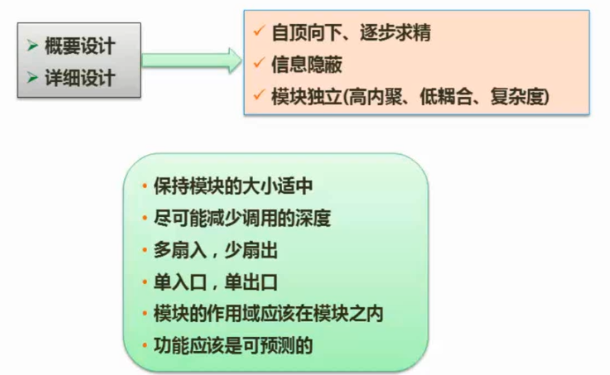 概要设计
详细设计
自顶向下、逐步求精
信息隐蔽
模块独立(高内聚、低耦合、复杂度)
保持模块的大小适中
尽可能减少调用的深度
多扇入，少扇出
单入口，单出口
模块的作用域应该在模块之内
功能应该是可预测的